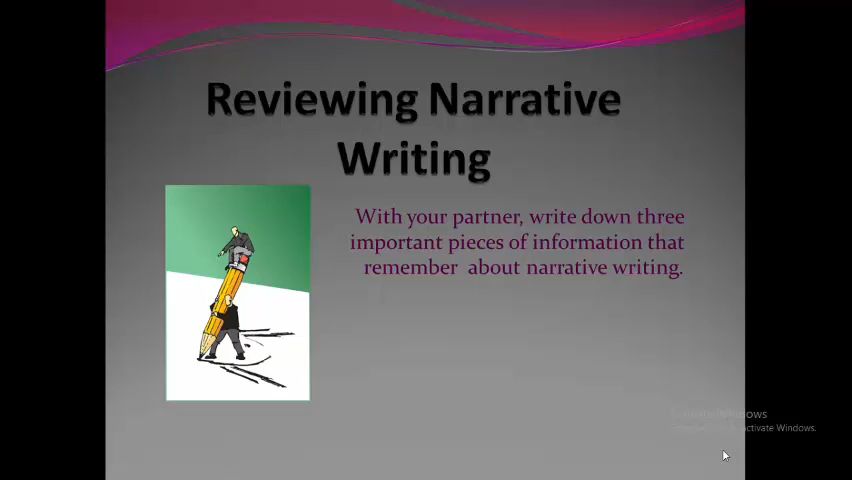 Reviewing Narrative
Writing
With your partner, write down three
important pieces of information that
remember about narrative writing.
Windows
activate Windows.